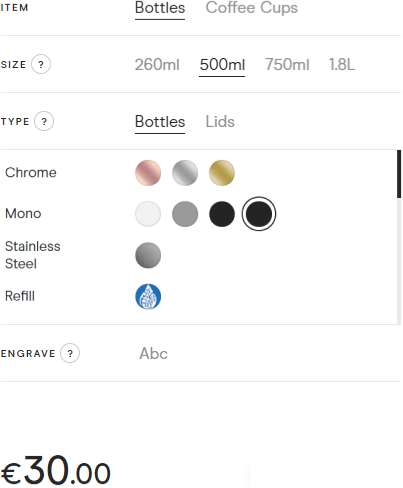 ITEM Bottles Coffee Cups
SIZE ? 260ml 500ml 750ml 1.8L
TYPE ? Bottles Lids
Chrome
Mono
Stainless
Steel
Refill
ENGRAVE ? Abc
€30.00